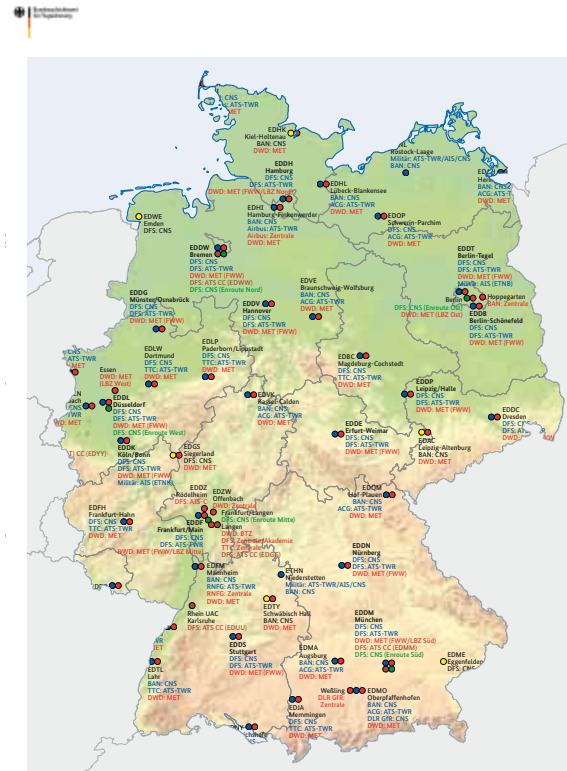 Bundesaufsichtsamt
für Flugsicherung
CNS
: ATS-TWR
MET
EDHK
Kiel-Holtenau
BAN: CNS
DWD: MET
EDDH
Hamburg
DFS: CNS
DFS: ATS-TWR
DWD: MET (FWW/LBZ Nord)
EDHL
Lübeck-Blankensee
BAN: CNS
ACG: ATS-TWR
DWD: MET
Rostock-Laage
Militär: ATS-TWR/AIS/CNS
BAN: CNS
DWD: MET
BAN: CNS
DWD: MET
EDHI
Hamburg-Finkenwerder
BAN: CNS
Airbus: ATS-TWR
Airbus: Zentrale
DWD: MET
EDOP
Schwerin-Parchim
DFS: CNS
ACG: ATS-TWR
DWD: MET
EDWE
Emden
DFS: CNS
EDDW
Bremen
DFS: CNS
DFS: ATS-TWR
DWD: MET (FWW)
DFS: ATS CC (EDWW)
DFS: CNS (Enroute Nord)
EDDT
Berlin-Tegel
DFS: CNS
DFS: ATS-TWR
DWD: MET (FWW)
Militär: AIS (ETNB)
Hoppegarten
BAN: Zentrale
Berlin
DFS: CNS (Enroute Ost)
DWD: MET (LBZ Ost)
EDDB
Berlin-Schönefeld
DFS: CNS
DFS: ATS-TWR
DWD: MET (FWW)
EDVE
Braunschweig-Wolfsburg
BAN: CNS
ACG: ATS-TWR
DWD: MET
EDDG
Münster/Osnabrück
DFS: CNS
DFS: ATS-TWR
DWD: MET (FWW)
EDDV
Hannover
DFS: CNS
DFS: ATS-TWR
DWD: MET (FWW)
EDLW
Dortmund
DFS: CNS
TTC: ATS-TWR
DWD: MET
EDLP
Paderborn/Lippstadt
DFS: CNS
TTC: ATS-TWR
DWD: MET
EDBC
Magdeburg-Cochstedt
BAN: CNS
DFS: ATS-TWR
DWD: MET
Essen
DWD: MET
(LBZ West)
EDDL
Düsseldorf
DFS: CNS
DFS: ATS-TWR
DWD: MET (FWW)
DFS: CNS (Enroute West)
EDVK
Kassel-Calden
BAN: CNS
ACG: ATS-TWR
DWD: MET
EDDP
Leipzig/Halle
DFS: CNS
DFS: ATS-TWR
DWD: MET (FWW)
EDDC
Dresden
DFS: CNS
EDDE
Erfurt-Weimar
DFS: CNS
DFS: ATS-TWR
DWD: MET (FWW)
EDAC
Leipzig-Altenburg
BAN: CNS
DWD: MET
EDDK
Köln/Bonn
DFS: CNS
DFS: ATS-TWR
DWD: MET (FWW)
Militär: AIS (ETNK)
CC (EDYY)
EDGS
Siegerland
DFS: CNS
DWD: MET
EDQM
Hof-Plauen
BAN: CNS
ACG: ATS-TWR
DWD: MET
EDDZ
Rödelheim
DFS: AIS-C
EDZW
Offenbach
DWD: Zentrale
Frankfurt/Langen
DFS: CNS (Enroute Mitte)
Langen
DWD: BTZ
DFS: Zentrale/Akademie
TTC: Zentrale
DFS: ATS CC (EDGG)
EDFH
Frankfurt-Hahn
DFS: CNS
TTC: ATS-TWR
DWD: MET
EDDF
Frankfurt/Main
DFS: CNS
DFS: ATS-TWR
DWD: MET (FWW/LBZ Mitte)
EDDN
Nürnberg
DFS: CNS
DFS: ATS-TWR
DWD: MET (FWW)
EDFM
Mannheim
BAN: CNS
RNFG: ATS-TWR
RNFG: Zentrale
DWD: MET
ETHN
Niederstetten
Militär: ATS-TWR/AIS/CNS
BAN: CNS
EDTY
Schwäbisch Hall
BAN: CNS
DWD: MET
Rhein UAC
Karlsruhe
DFS: ATS CC (EDUU)
EDDM
München
DFS: CNS
DFS: ATS-TWR
DWD: MET (FWW/LBZ Süd)
DFS: ATS CC (EDMM)
DFS: CNS (Enroute Süd)
EDDS
Stuttgart
DFS: CNS
DFS: ATS-TWR
DWD: MET (FWW)
EDMA
Augsburg
BAN: CNS
ACG: ATS-TWR
DWD: MET
EDME
Eggenfelden
DFS: CNS
EDTL
Lahr
BAN: CNS
TTC: ATS-TWR
DWD: MET
Weßling
DLR GfR:
Zentrale
EDMO
Oberpfaffenhofen
BAN: CNS
ACG: ATS-TWR
DLR GfR: CNS
DWD: MET
EDJA
Memmingen
DFS: CNS
TTC: ATS-TWR
DWD: MET